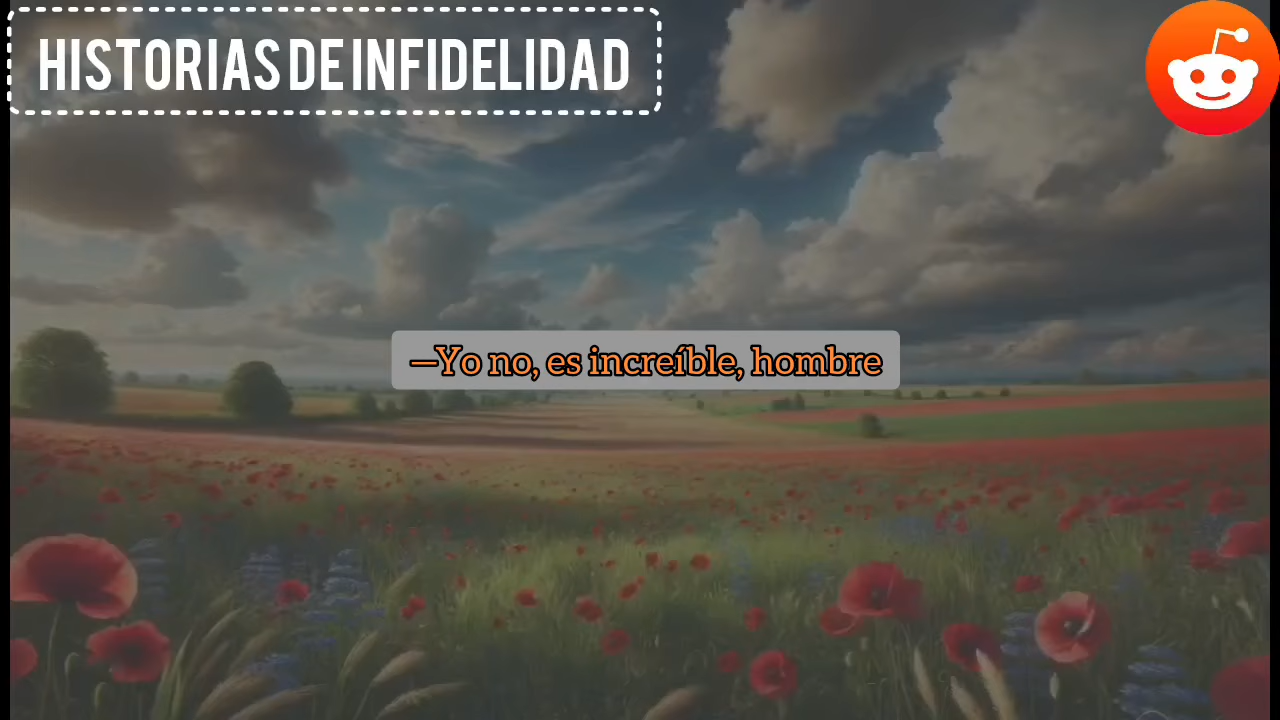 HISTORIAS DE INFIDELIDAD
—Yo no, es increíble, hombre